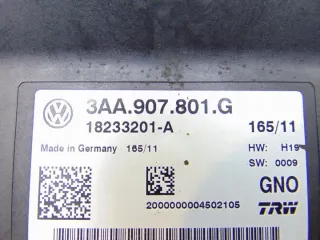 3AA.907.801.G
18233201-A 165/11
Made in Germany 165/11 HW: H19
SW: 0009
GNO
2000000004502105 TRW